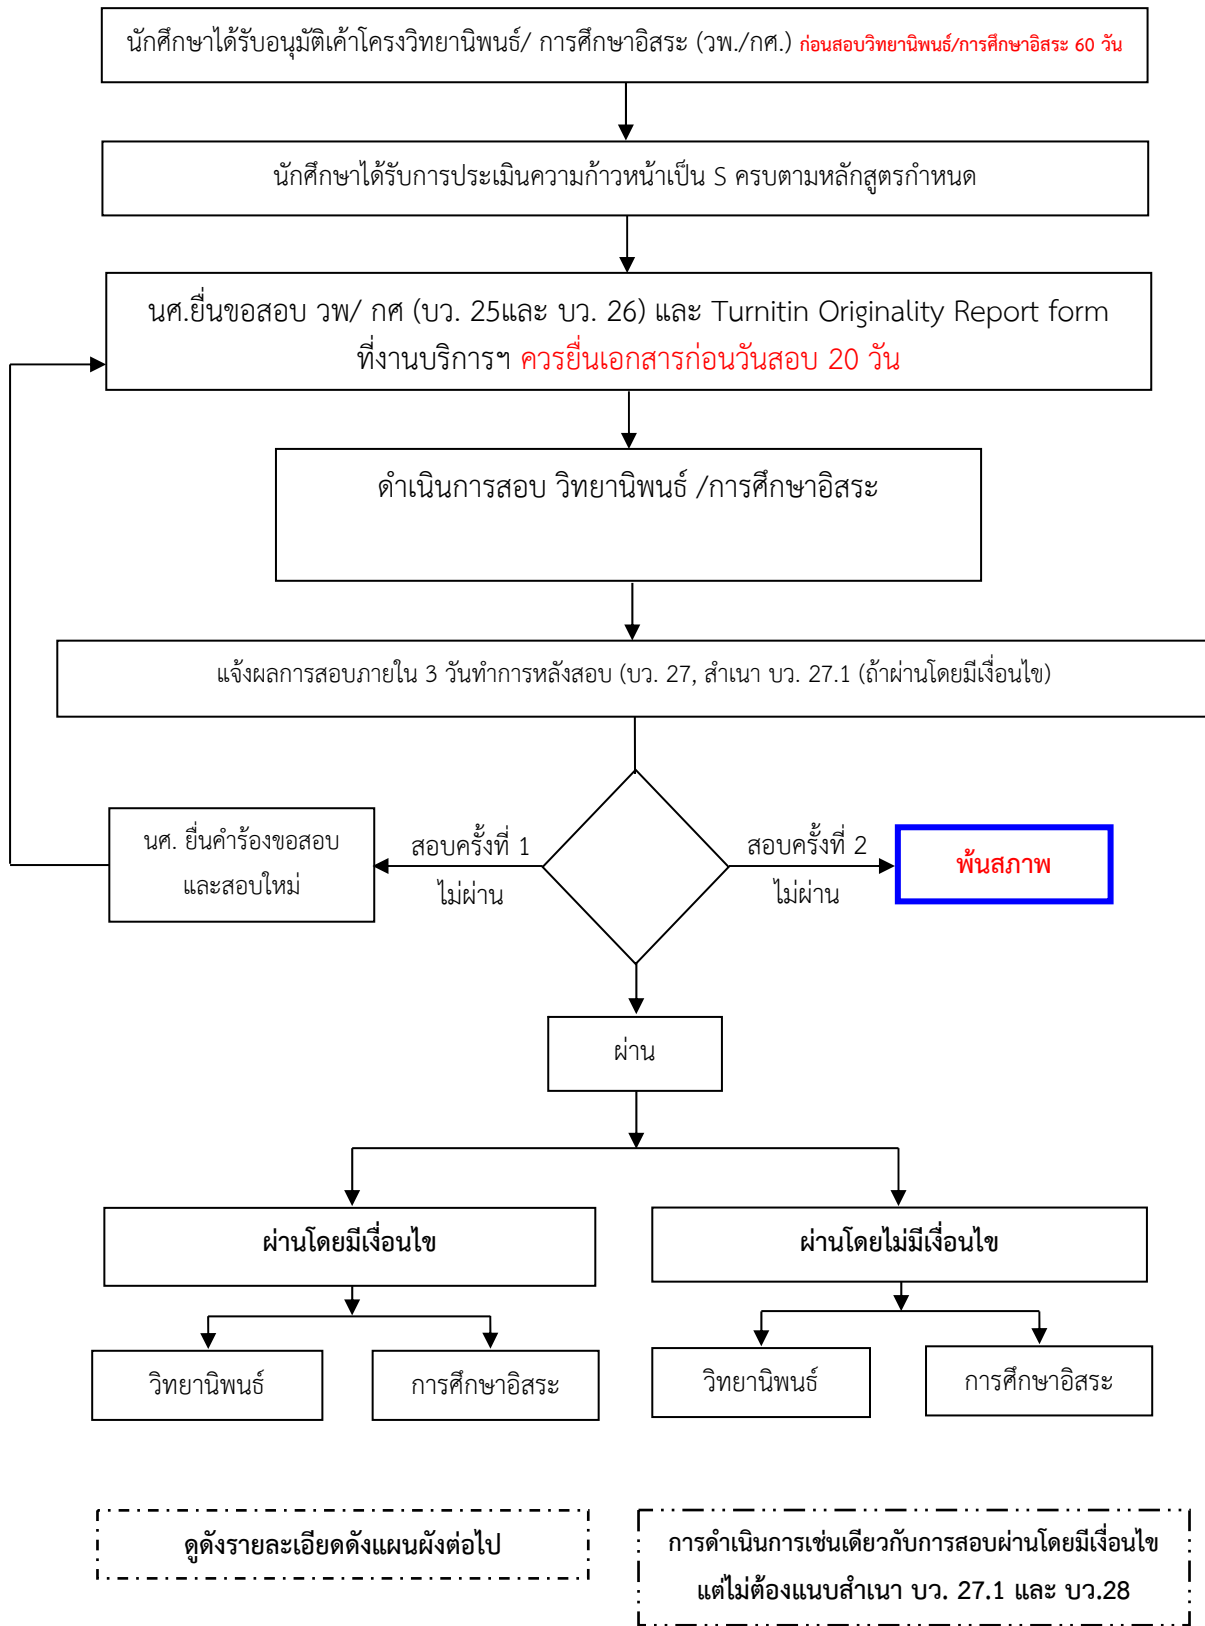 นักศึกษาได้รับอนุมัติเค้าโครงวิทยานิพนธ์/ การศึกษาอิสระ (วพ./กศ.) ก่อนสอบวิทยานิพนธ์/การศึกษาอิสระ 60 วัน
นักศึกษาได้รับการประเมินความก้าวหน้าเป็น S ครบตามหลักสูตรกำหนด
นศ.ยื่นขอสอบ วพ/ กศ (บว. 25และ บว. 26) และ Turnitin Originality Report form
ที่งานบริการฯ ควรยื่นเอกสารก่อนวันสอบ 20 วัน
ดำเนินการสอบ วิทยานิพนธ์ /การศึกษาอิสระ
แจ้งผลการสอบภายใน 3 วันทำการหลังสอบ (บว. 27, สำเนา บว. 27.1 (ถ้าผ่านโดยมีเงื่อนไข)
นศ. ยื่นคำร้องขอสอบ
และสอบใหม่
สอบครั้งที่ 1
ไม่ผ่าน
สอบครั้งที่ 2
ไม่ผ่าน
พ้นสภาพ
ผ่าน
ผ่านโดยมีเงื่อนไข
ผ่านโดยไม่มีเงื่อนไข
วิทยานิพนธ์
การศึกษาอิสระ
วิทยานิพนธ์
การศึกษาอิสระ
ดูดังรายละเอียดดังแผนผังต่อไป
การดำเนินการเช่นเดียวกับการสอบผ่านโดยมีเงื่อนไข
แต่ไม่ต้องแนบสำเนา บว. 27.1 และ บว.28